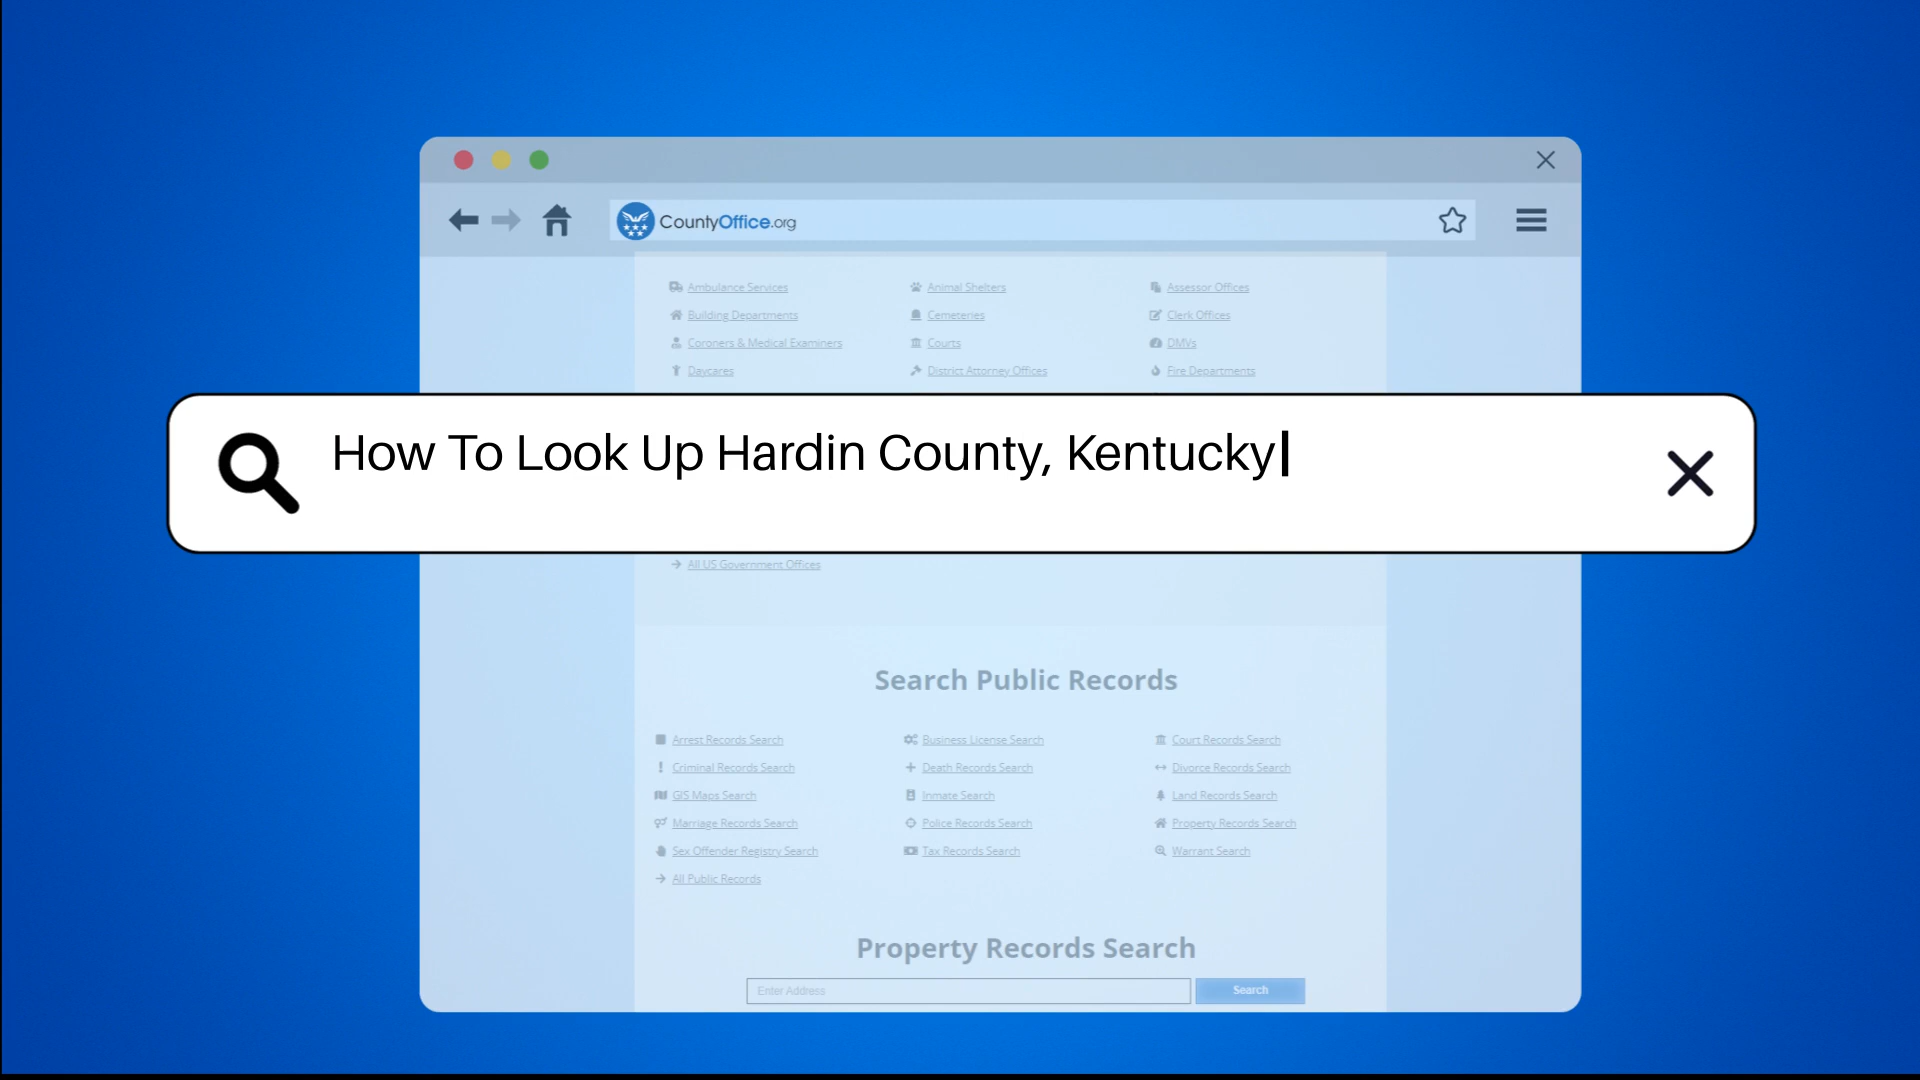 CountyOffice.org
Ambulance Services Animal Shelters Assessor Offices
Building Departments Cemeteries Clerk Offices
Coroners & Medical Examiners Courts DMVs
Daycares District Attorney Offices Fire Departments
How To Look Up Hardin County, Kentucky
All US Government Offices
Search Public Records
Arrest Records Search Business License Search Court Records Search
Criminal Records Search Death Records Search Divorce Records Search
GIS Maps Search Inmate Search Land Records Search
Marriage Records Search Police Records Search Property Records Search
Sex Offender Registry Search Tax Records Search Warrant Search
All Public Records
Property Records Search
Enter Address Search